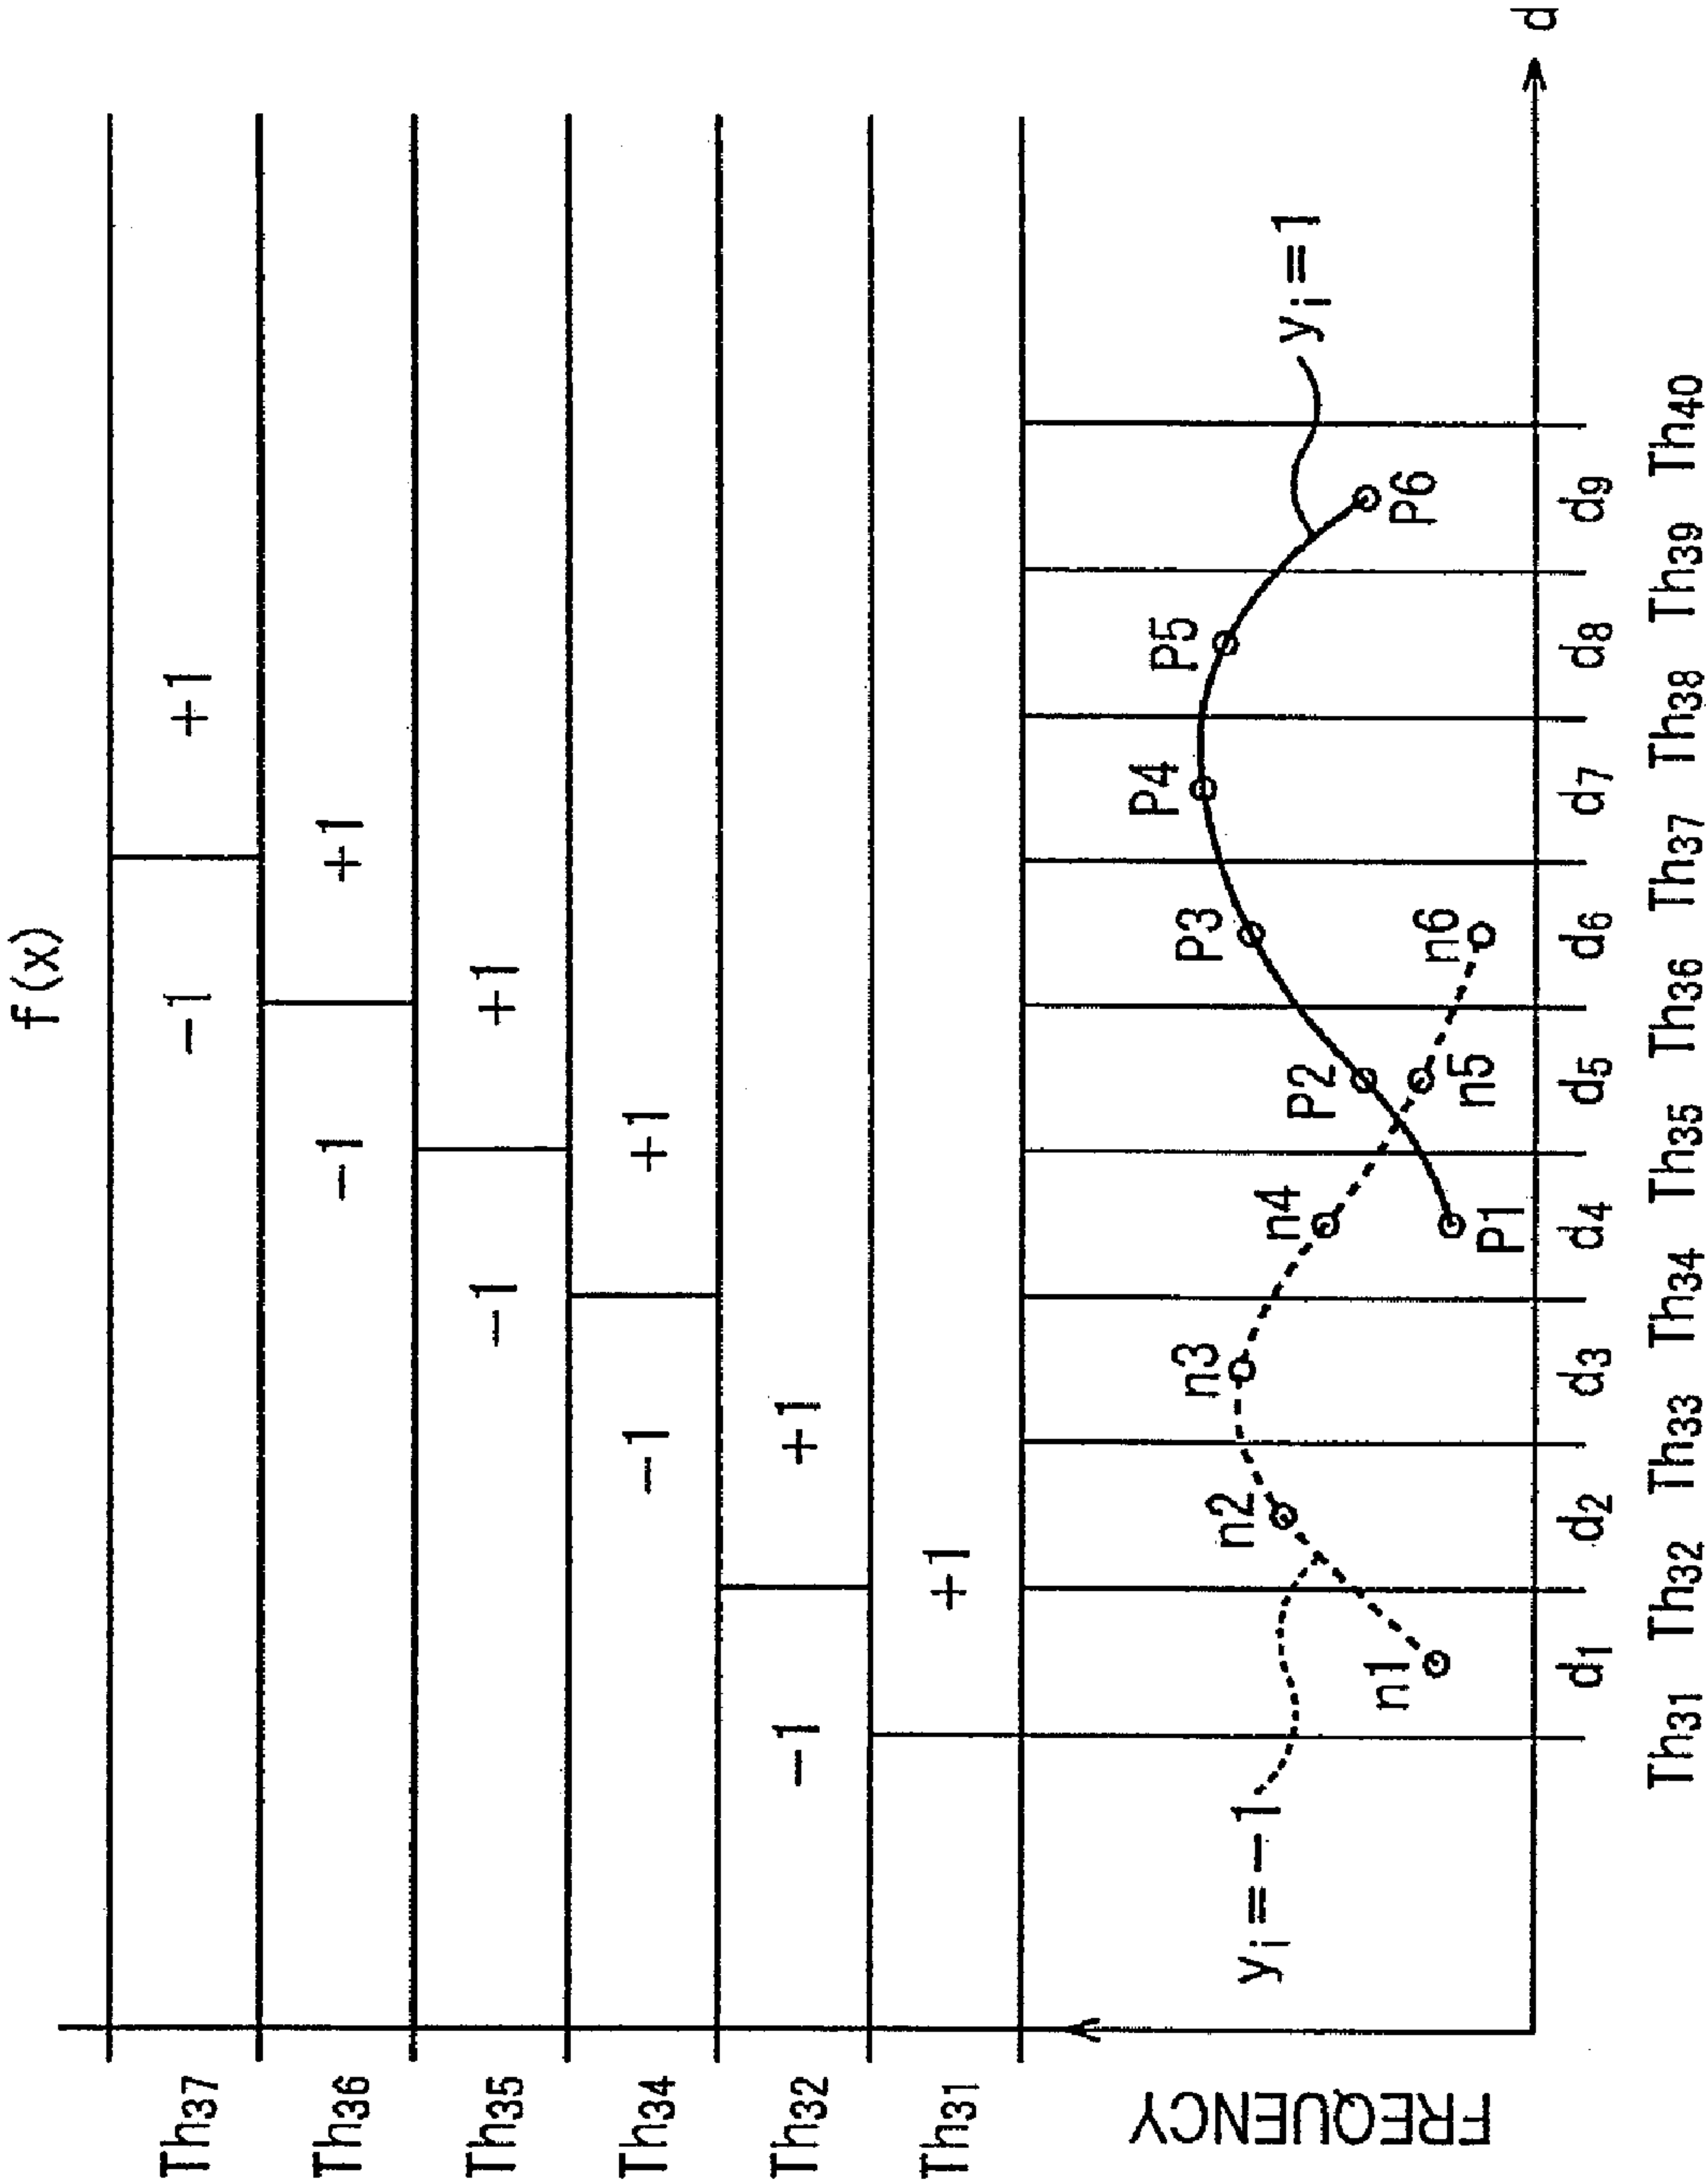 f(x)
Th37 −1 +1
Th36 −1 +1
Th35 −1 +1
Th34 −1 +1
Th32 −1 +1
Th31 +1
FREQUENCY
yi=−1
yi=1
n1 n2 n3 n4 n5 n6
P1 P2 P3 P4 P5 P6
d1 d2 d3 d4 d5 d6 d7 d8 d9 d
Th31 Th32 Th33 Th34 Th35 Th36 Th37 Th38 Th39 Th40